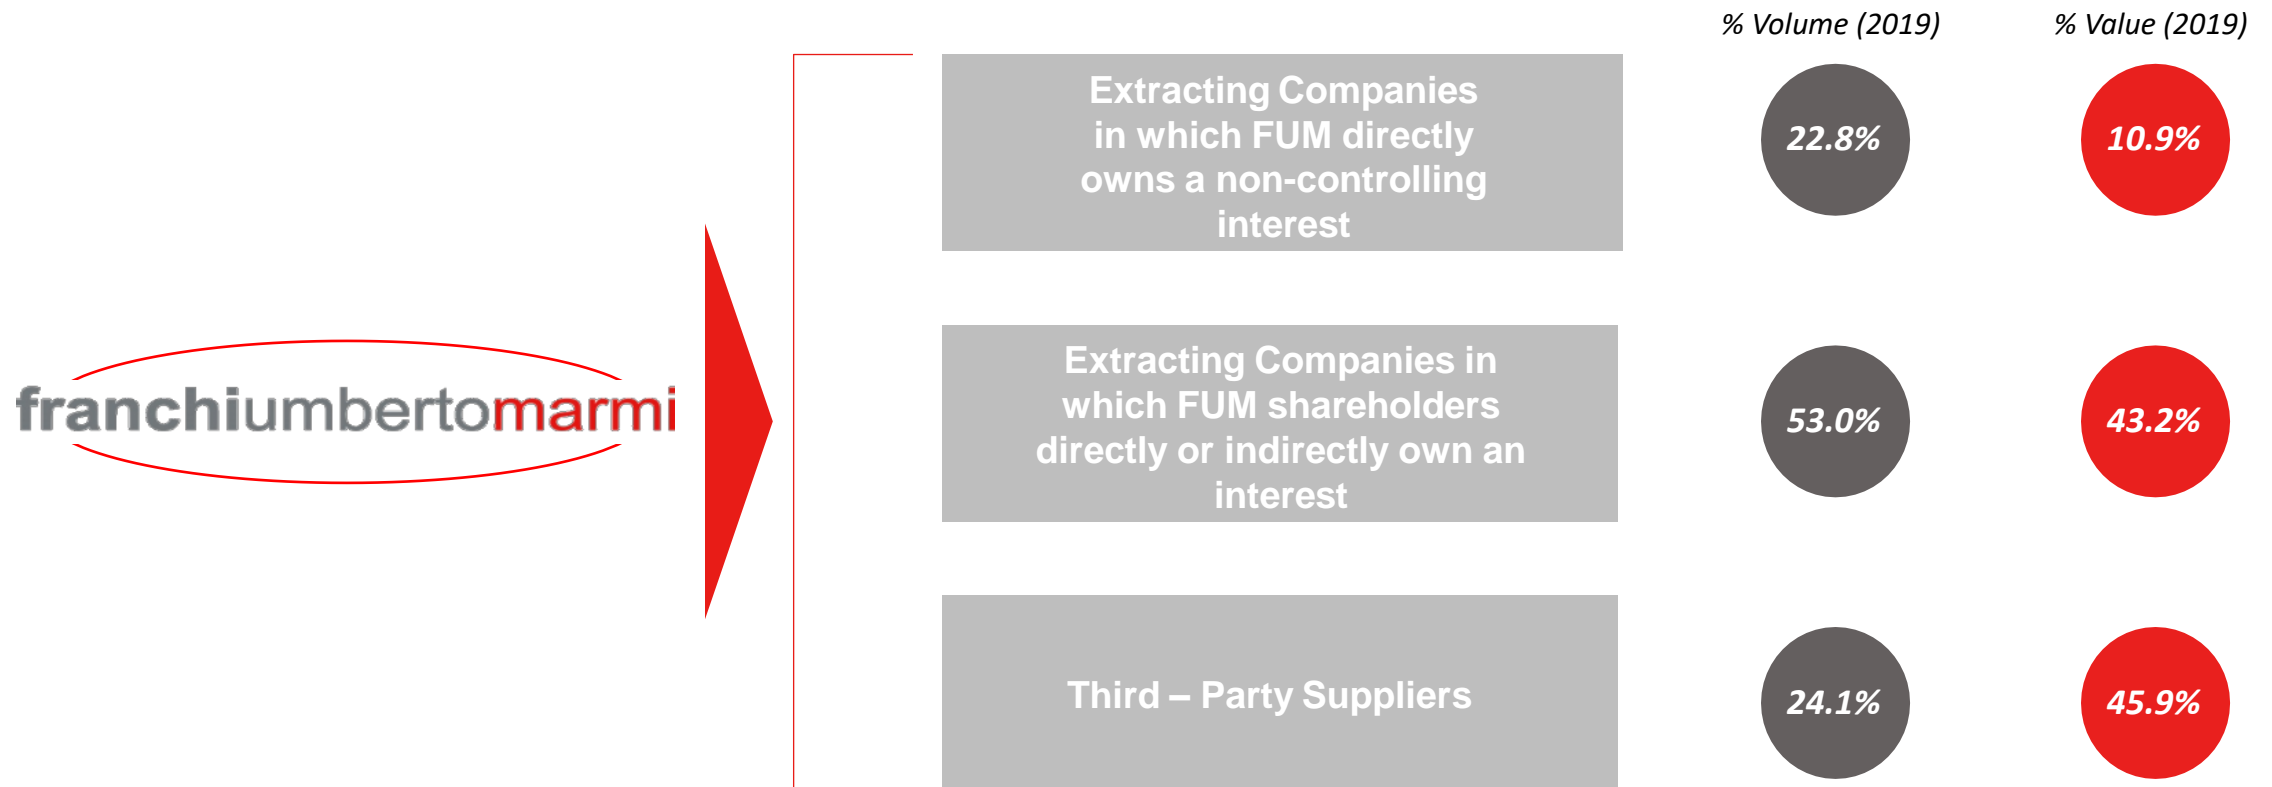 % Volume (2019)
% Value (2019)
Extracting Companies
in which FUM directly
owns a non-controlling
interest
22.8%
10.9%
franchiumbertomarmi
Extracting Companies in
which FUM shareholders
directly or indirectly own an
interest
53.0%
43.2%
Third – Party Suppliers
24.1%
45.9%